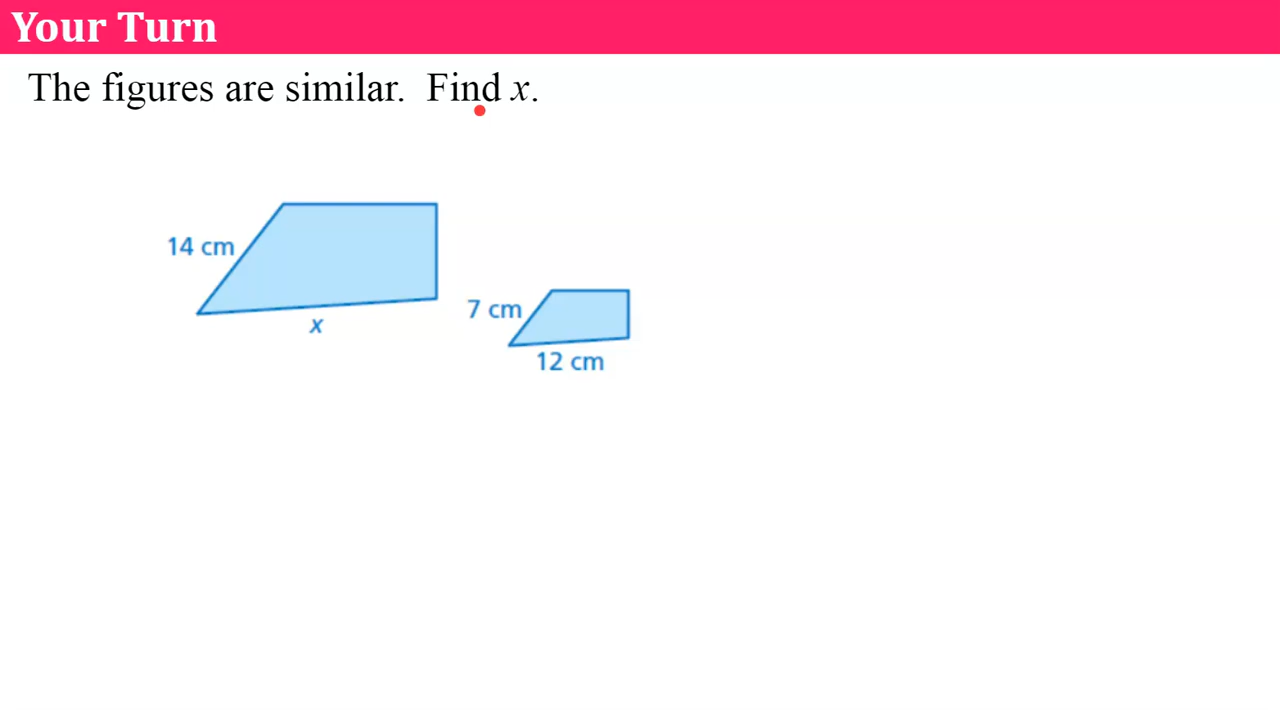 Your Turn
The figures are similar. Find x.
14 cm
x
7 cm
12 cm